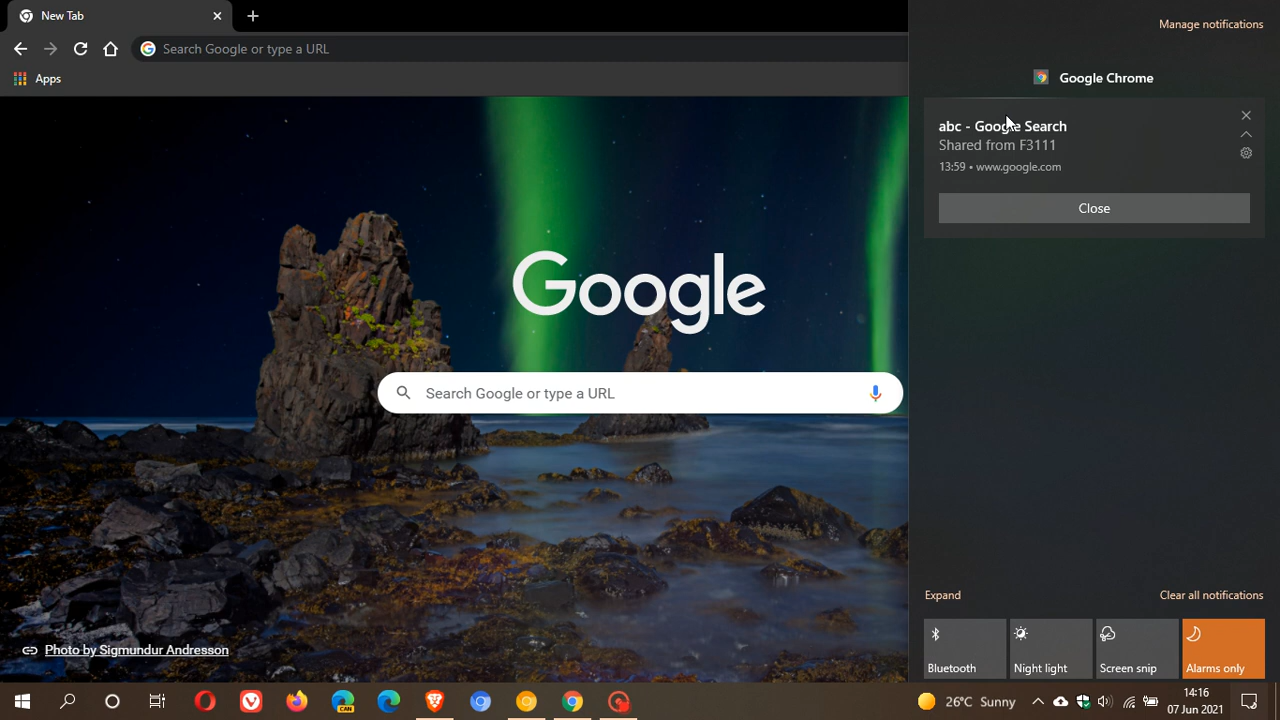 New Tab
Search Google or type a URL
Apps
Google
Search Google or type a URL
Photo by Sigmundur Andresson
Manage notifications
Google Chrome
abc - Google Search
Shared from F3111
13:59 • www.google.com
Close
Expand
Clear all notifications
Bluetooth
Night light
Screen snip
Alarms only
CAN
26°C Sunny
14:16
07 Jun 2021